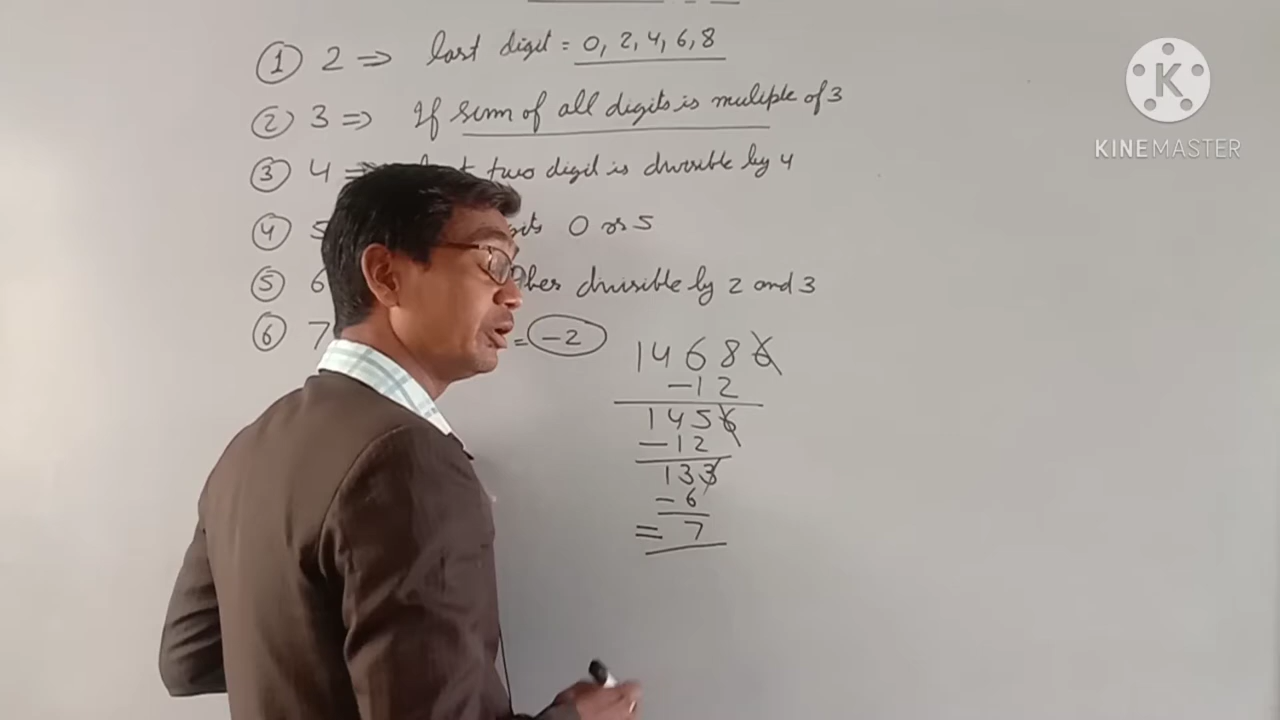 ① 2 ⇒ last digit = 0, 2, 4, 6, 8
② 3 ⇒ If sum of all digits is muliple of 3
③ 4 ⇒ two digit is divisible by 4
④ 5 0 or 5
⑤ 6 divisible by 2 and 3
⑥ 7 = -2
14686
-12
1456
-12
133
-6
= 7
K
KINEMASTER